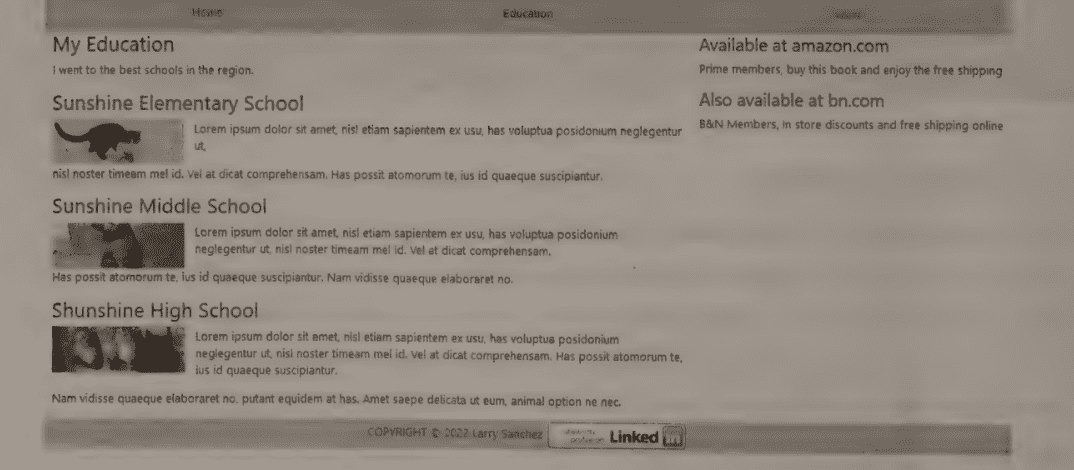 Home
Education
My Education
I went to the best schools in the region.
Sunshine Elementary School
Lorem ipsum dolor sit amet, nisl etiam sapientem ex usu, has voluptua posidonium neglegentur
ut,
nisl noster timeam mel id. Vel at dicat comprehensam. Has possit atomorum te, ius id quaeque suscipiantur.
Sunshine Middle School
Lorem ipsum dolor sit amet, nisl etiam sapientem ex usu, has voluptua posidonium
neglegentur ut, nisl noster timeam mel id. Vel at dicat comprehensam.
Has possit atomorum te, ius id quaeque suscipiantur. Nam vidisse quaeque elaboraret no.
Shunshine High School
Lorem ipsum dolor sit amet, nisl etiam sapientem ex usu, has voluptua posidonium
neglegentur ut, nisl noster timeam mel id. Vel at dicat comprehensam. Has possit atomorum te,
ius id quaeque suscipiantur.
Nam vidisse quaeque elaboraret no, putant equidem at has. Amet saepe delicata ut eum, animal option ne nec.
Available at amazon.com
Prime members, buy this book and enjoy the free shipping
Also available at bn.com
B&N Members, in store discounts and free shipping online
COPYRIGHT © 2022 Larry Sanchez
Linked in